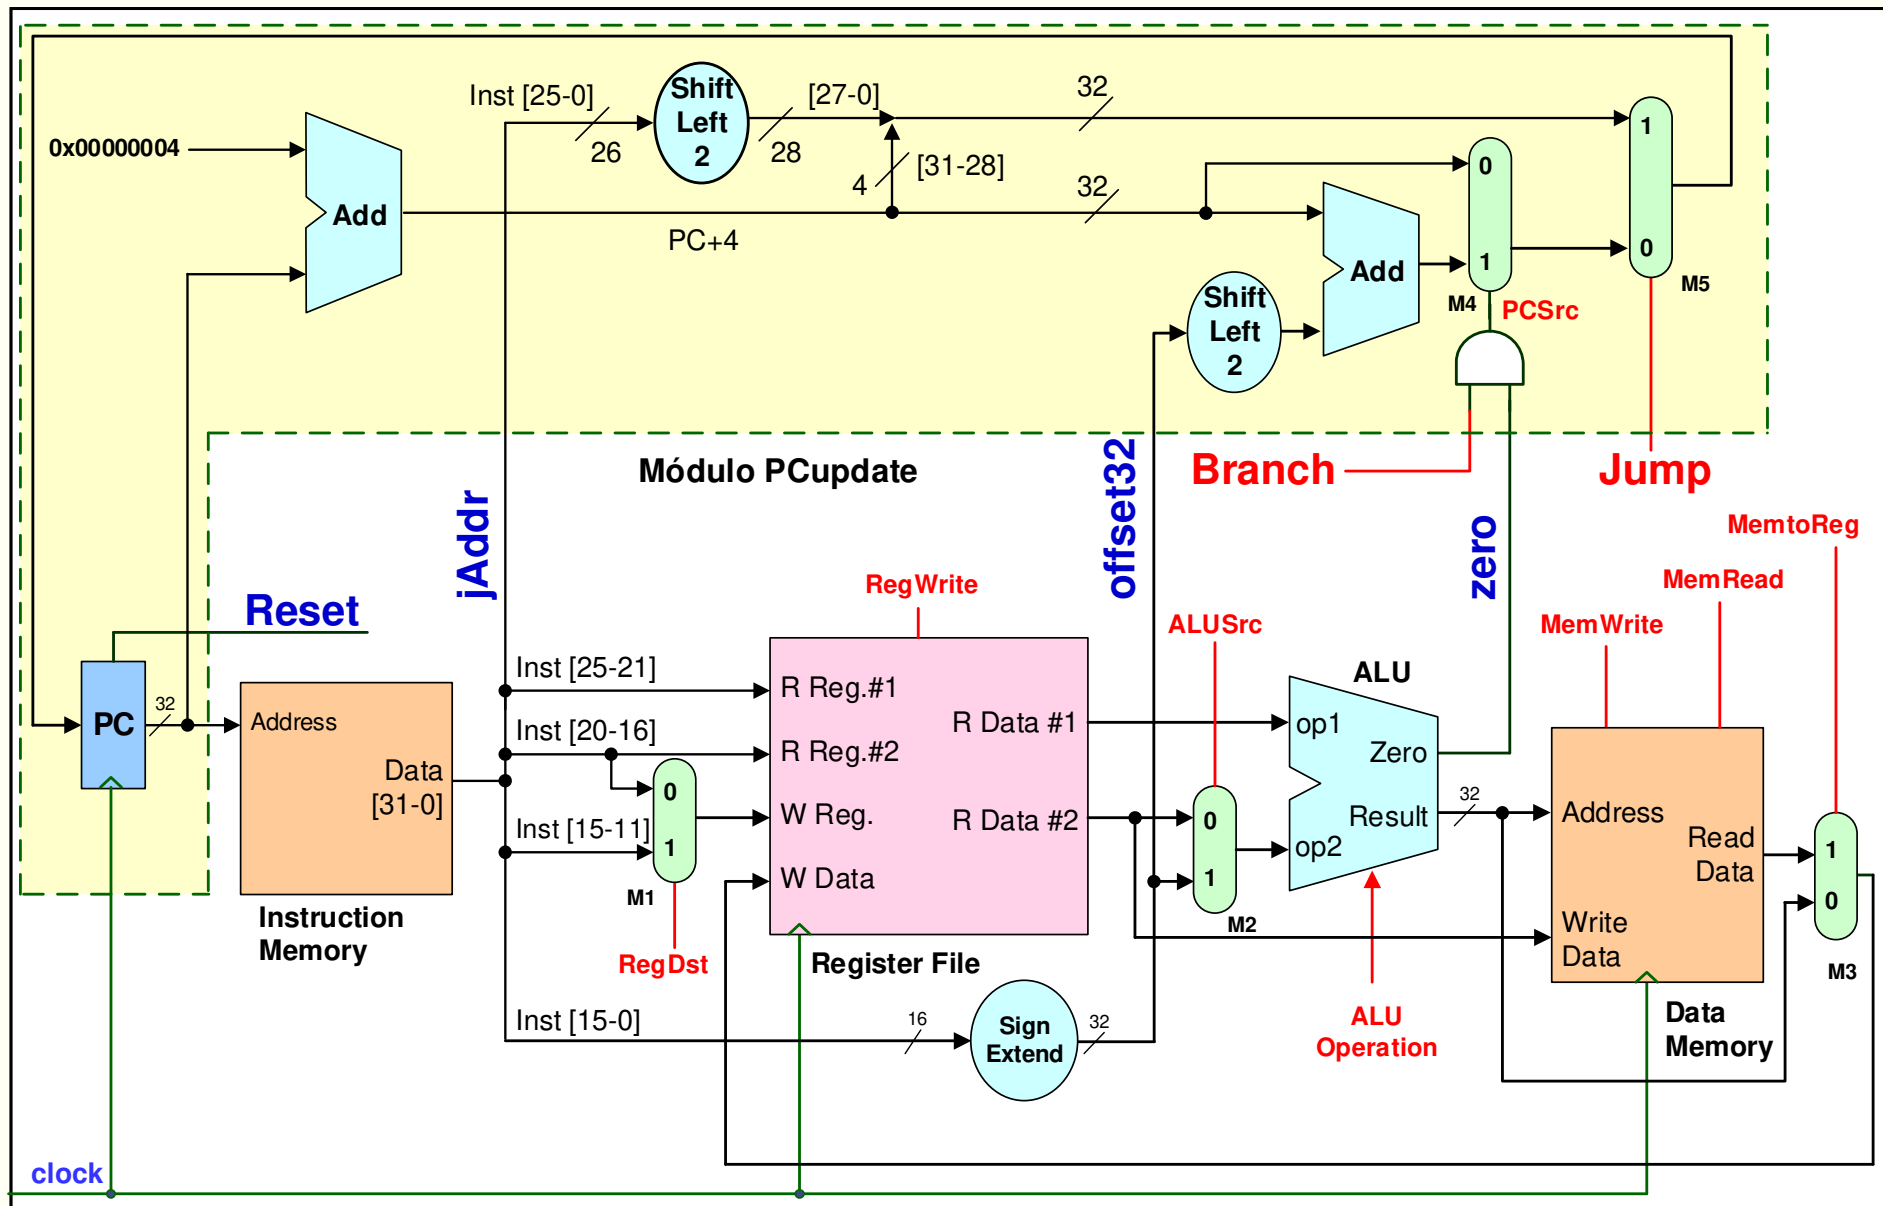 Inst [25-0]
26
Shift
Left
2
[27-0]
28
32
1
0
M5
0x00000004
Add
4
[31-28]
PC+4
32
0
1
M4
PCSrc
Add
Shift
Left
2
Módulo PCupdate
Branch
Jump
jAddr
offset32
zero
Reset
PC
32
Address
Data
[31-0]
Instruction
Memory
Inst [25-21]
Inst [20-16]
Inst [15-11]
0
1
M1
RegDst
RegWrite
R Reg.#1
R Reg.#2
W Reg.
W Data
R Data #1
R Data #2
Register File
Inst [15-0]
16
Sign
Extend
32
ALUSrc
0
1
M2
ALU
op1
op2
Zero
Result
32
ALU
Operation
MemWrite
MemRead
MemtoReg
Address
Read
Data
Write
Data
Data
Memory
1
0
M3
clock